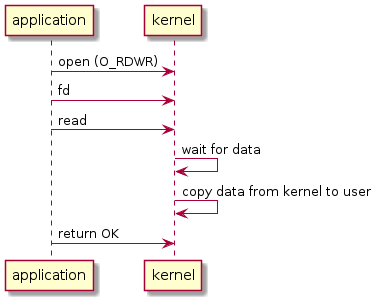 application kernel
open (O_RDWR)
fd
read
wait for data
copy data from kernel to user
return OK
application kernel